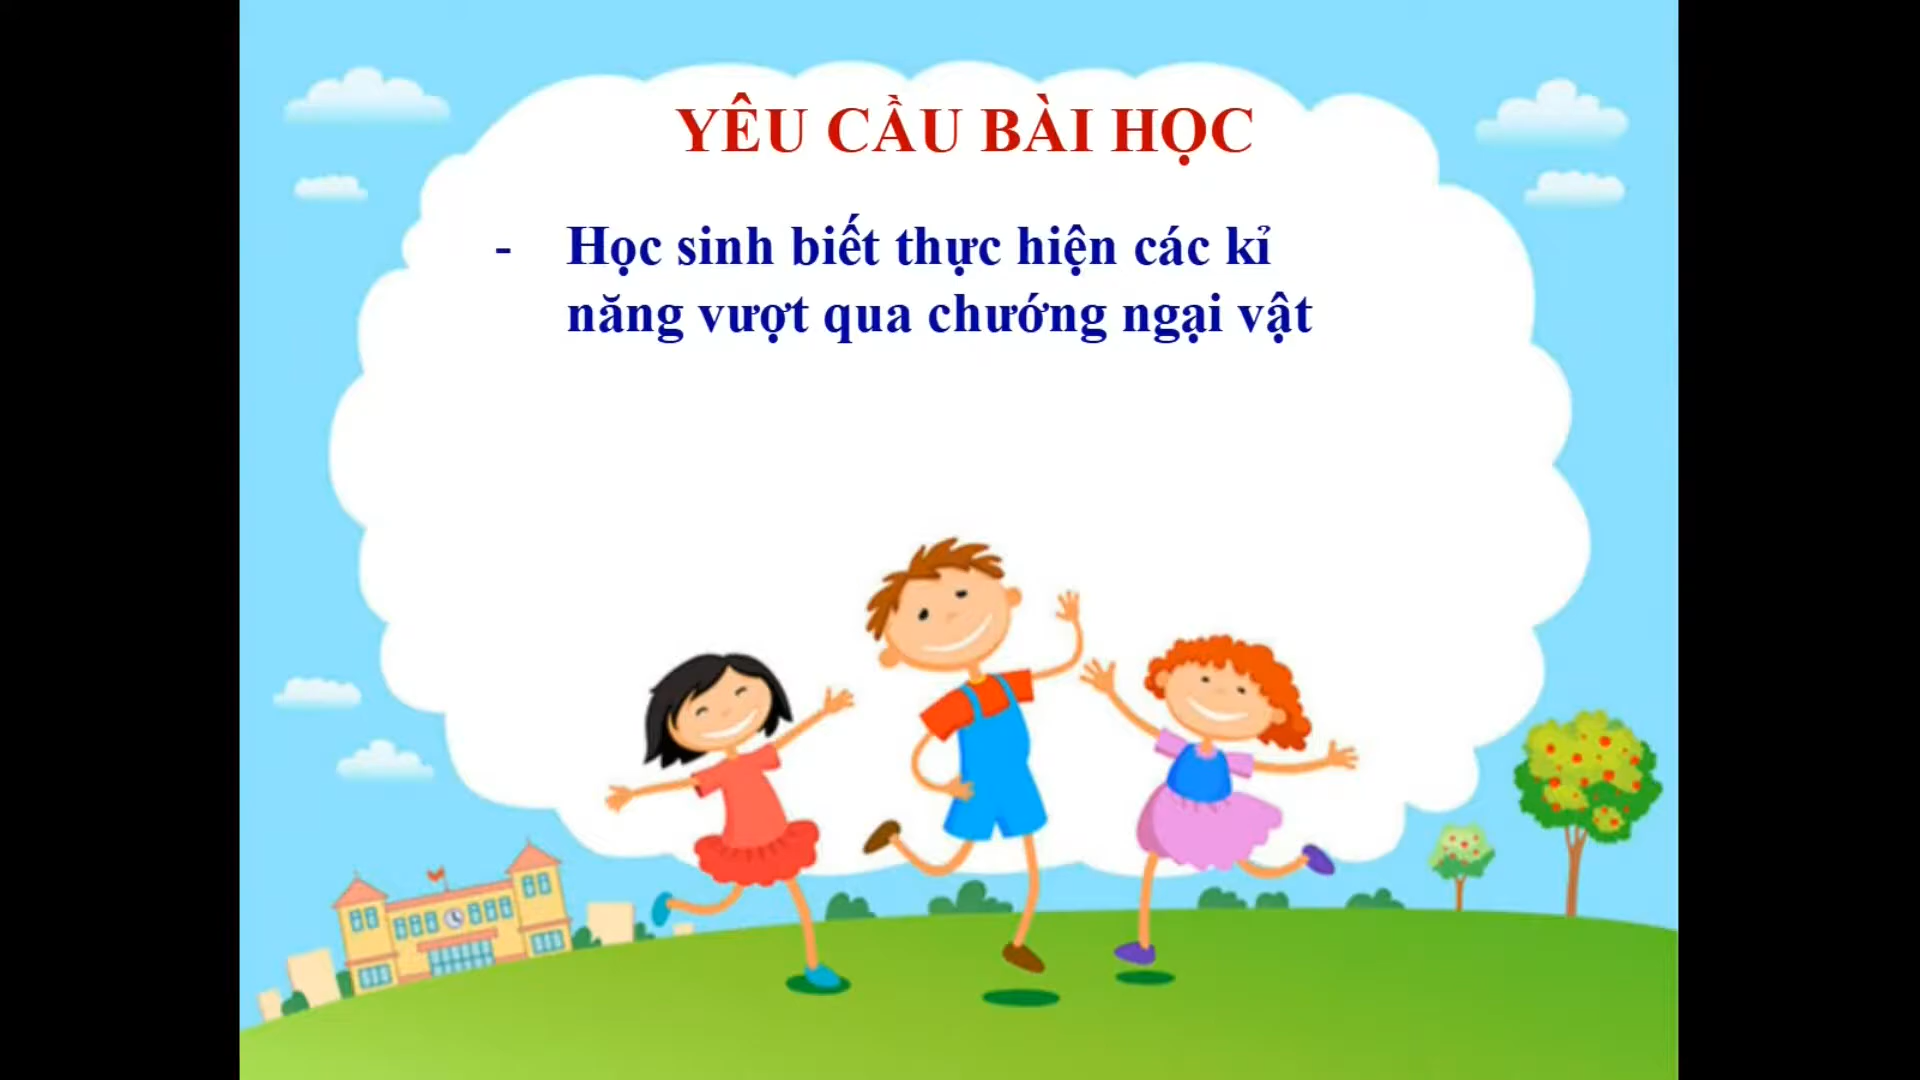 YÊU CẦU BÀI HỌC
- Học sinh biết thực hiện các kỉ
năng vượt qua chướng ngại vật